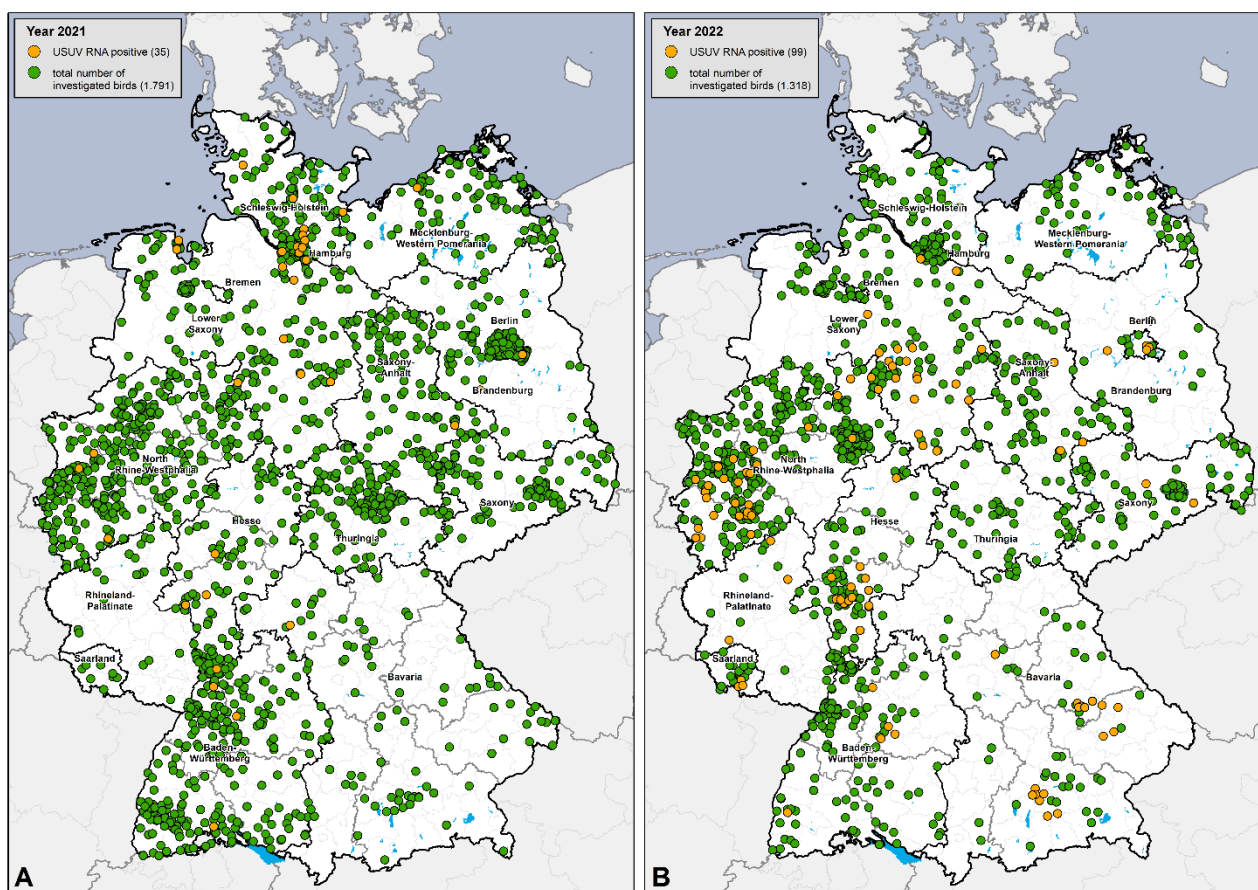 Year 2021
USUV RNA positive (35)
total number of
investigated birds (1.791)
Schleswig-Holstein
Mecklenburg-
Western Pomerania
Hamburg
Bremen
Lower
Saxony
Berlin
Saxony-
Anhalt
Brandenburg
North
Rhine-Westphalia
Saxony
Hesse
Thuringia
Rhineland-
Palatinate
Saarland
Bavaria
Baden-
Württemberg
A
Year 2022
USUV RNA positive (99)
total number of
investigated birds (1.318)
Schleswig-Holstein
Mecklenburg-
Western Pomerania
Hamburg
Bremen
Lower
Saxony
Berlin
Saxony-
Anhalt
Brandenburg
North
Rhine-Westphalia
Saxony
Hesse
Thuringia
Rhineland-
Palatinate
Saarland
Bavaria
Baden-
Württemberg
B